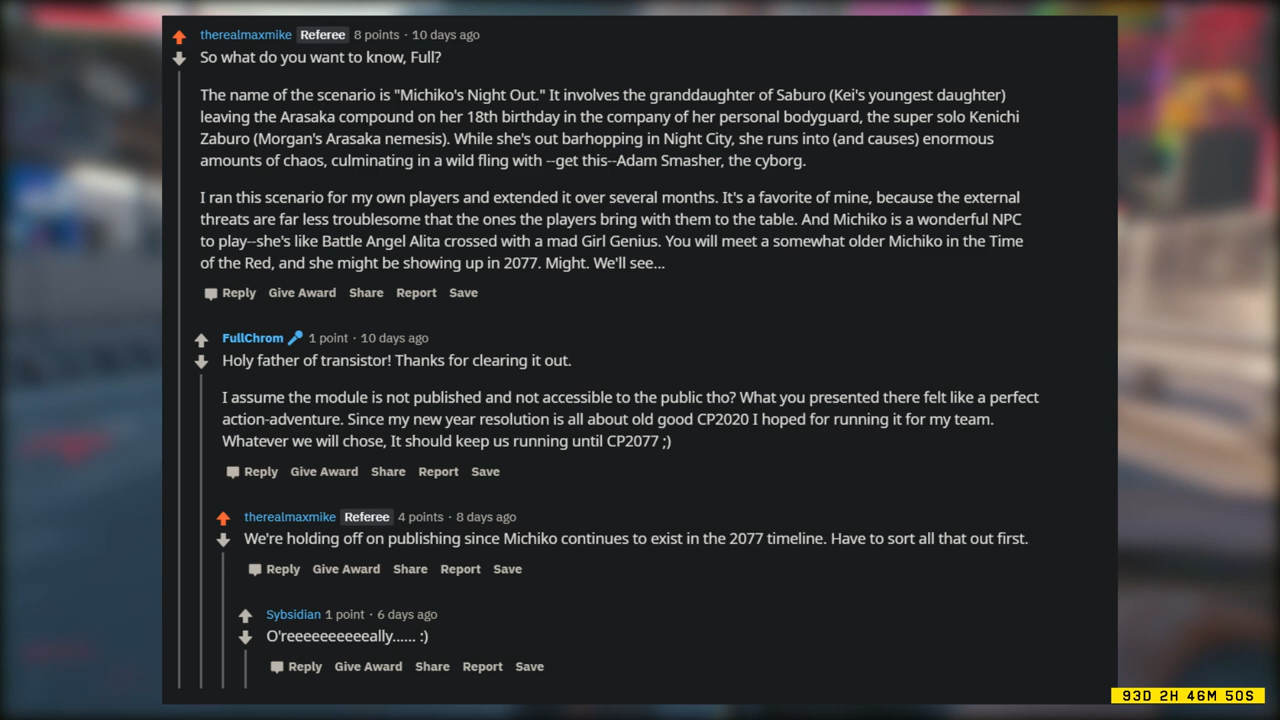 therealmaxmike Referee 8 points · 10 days ago
So what do you want to know, Full?
The name of the scenario is "Michiko's Night Out." It involves the granddaughter of Saburo (Kei's youngest daughter)
leaving the Arasaka compound on her 18th birthday in the company of her personal bodyguard, the super solo Kenichi
Zaburo (Morgan's Arasaka nemesis). While she's out barhopping in Night City, she runs into (and causes) enormous
amounts of chaos, culminating in a wild fling with --get this--Adam Smasher, the cyborg.
I ran this scenario for my own players and extended it over several months. It's a favorite of mine, because the external
threats are far less troublesome that the ones the players bring with them to the table. And Michiko is a wonderful NPC
to play--she's like Battle Angel Alita crossed with a mad Girl Genius. You will meet a somewhat older Michiko in the Time
of the Red, and she might be showing up in 2077. Might. We'll see...
Reply Give Award Share Report Save
FullChrom 1 point · 10 days ago
Holy father of transistor! Thanks for clearing it out.
I assume the module is not published and not accessible to the public tho? What you presented there felt like a perfect
action-adventure. Since my new year resolution is all about old good CP2020 I hoped for running it for my team.
Whatever we will chose, It should keep us running until CP2077 ;)
Reply Give Award Share Report Save
therealmaxmike Referee 4 points · 8 days ago
We're holding off on publishing since Michiko continues to exist in the 2077 timeline. Have to sort all that out first.
Reply Give Award Share Report Save
Sybsidian 1 point · 6 days ago
O'reeeeeeeeeeally...... :)
Reply Give Award Share Report Save
93D 2H 46M 50S